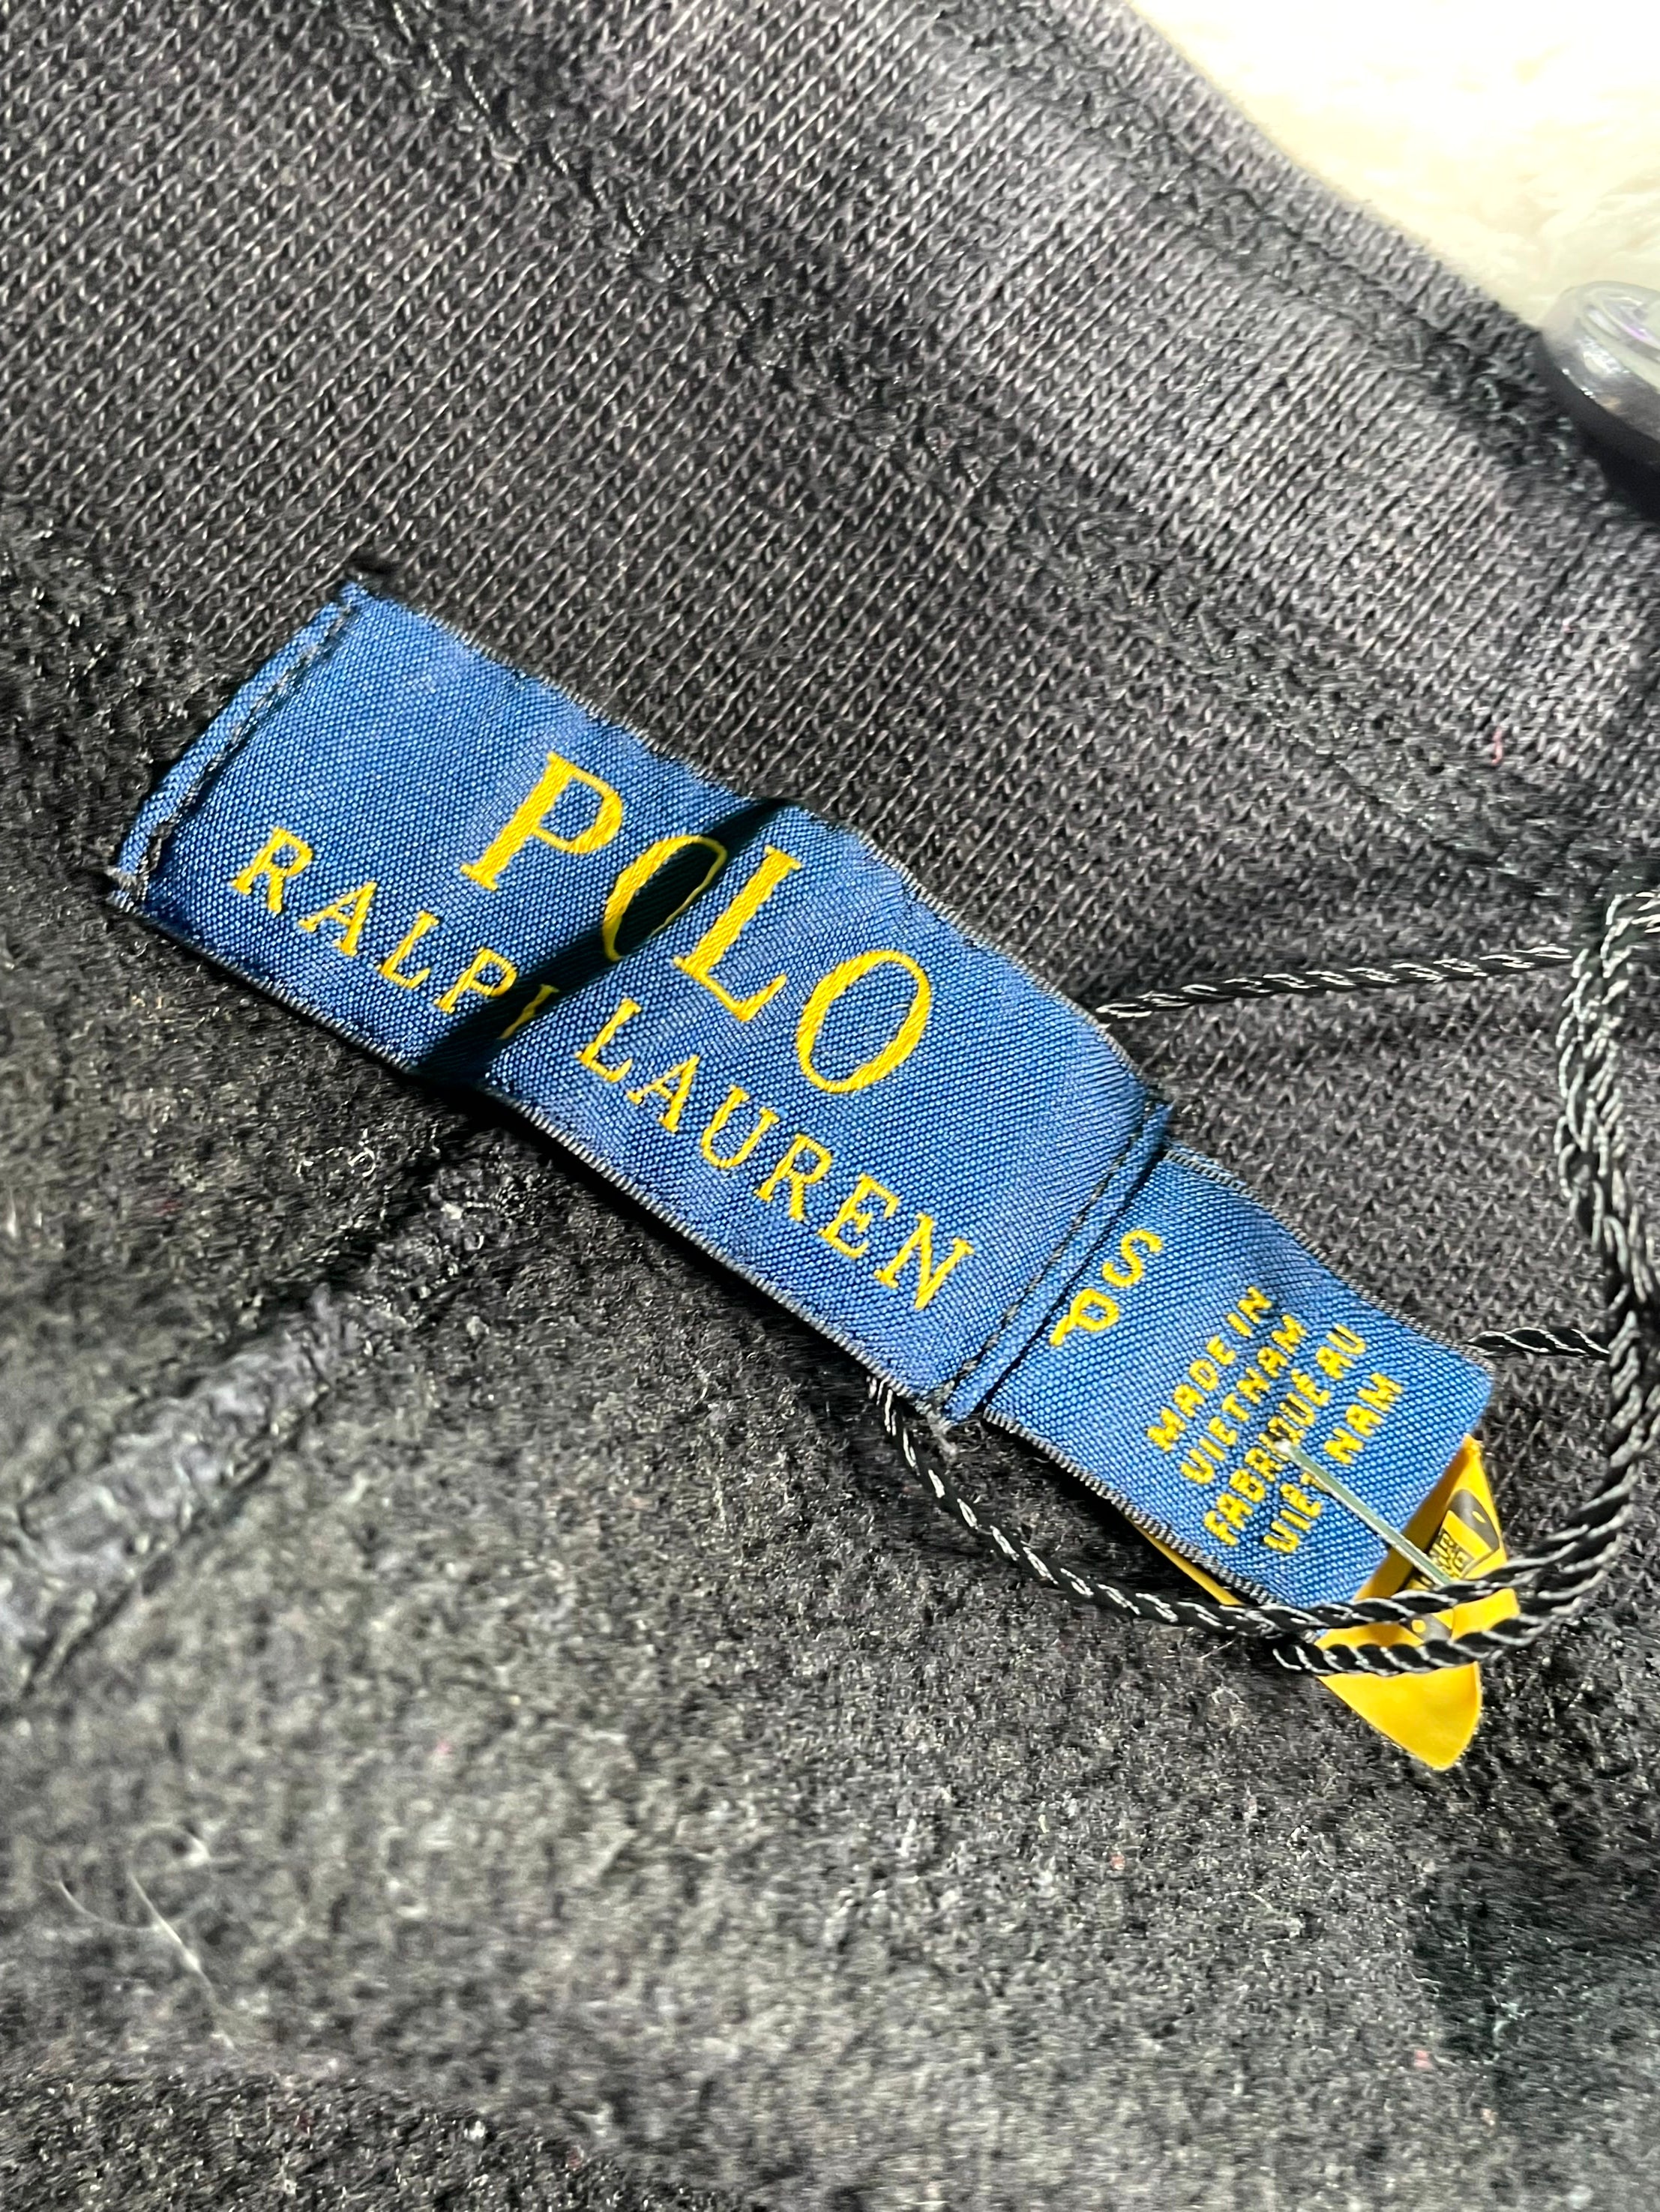 POLO
RALPH LAUREN
S
P
MADE IN
VIETNAM
FABRIQUÉ AU
VIET NAM